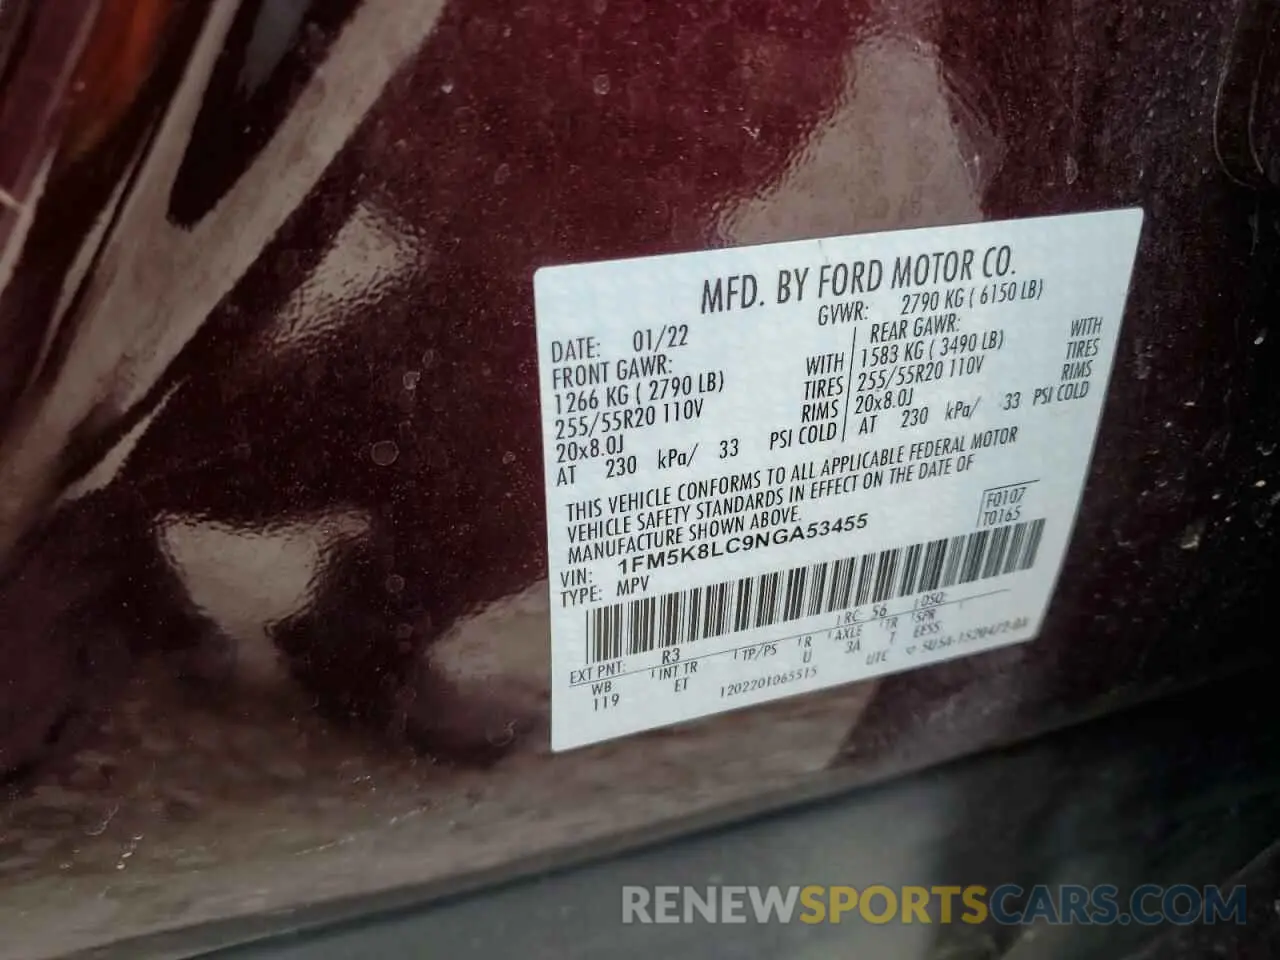 MFD. BY FORD MOTOR CO.
DATE: 01/22 GVWR: 2790 KG ( 6150 LB)
FRONT GAWR: REAR GAWR:
1266 KG ( 2790 LB) WITH 1583 KG ( 3490 LB) WITH
255/55R20 110V TIRES 255/55R20 110V TIRES
20x8.0J RIMS 20x8.0J RIMS
AT 230 kPa/ 33 PSI COLD AT 230 kPa/ 33 PSI COLD
THIS VEHICLE CONFORMS TO ALL APPLICABLE FEDERAL MOTOR
VEHICLE SAFETY STANDARDS IN EFFECT ON THE DATE OF
MANUFACTURE SHOWN ABOVE.
F0107
T0165
VIN: 1FM5K8LC9NGA53455
TYPE: MPV
EXT PNT: R3 RC: 56 DSO:
WB INT TR TP/PS R AXLE TR SPR
119 ET U 3A T EESS
1202201065515 UTC
RENEWSPORTSCARS.COM